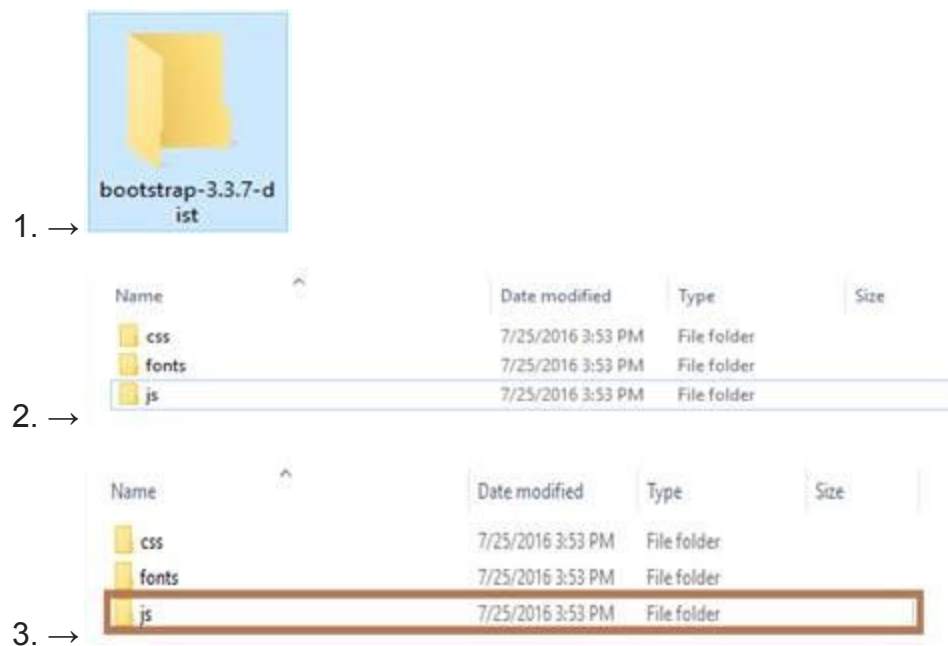 bootstrap-3.3.7-d
ist
1. →
Name Date modified Type Size
css 7/25/2016 3:53 PM File folder
fonts 7/25/2016 3:53 PM File folder
js 7/25/2016 3:53 PM File folder
2. →
Name Date modified Type Size
css 7/25/2016 3:53 PM File folder
fonts 7/25/2016 3:53 PM File folder
js 7/25/2016 3:53 PM File folder
3. →